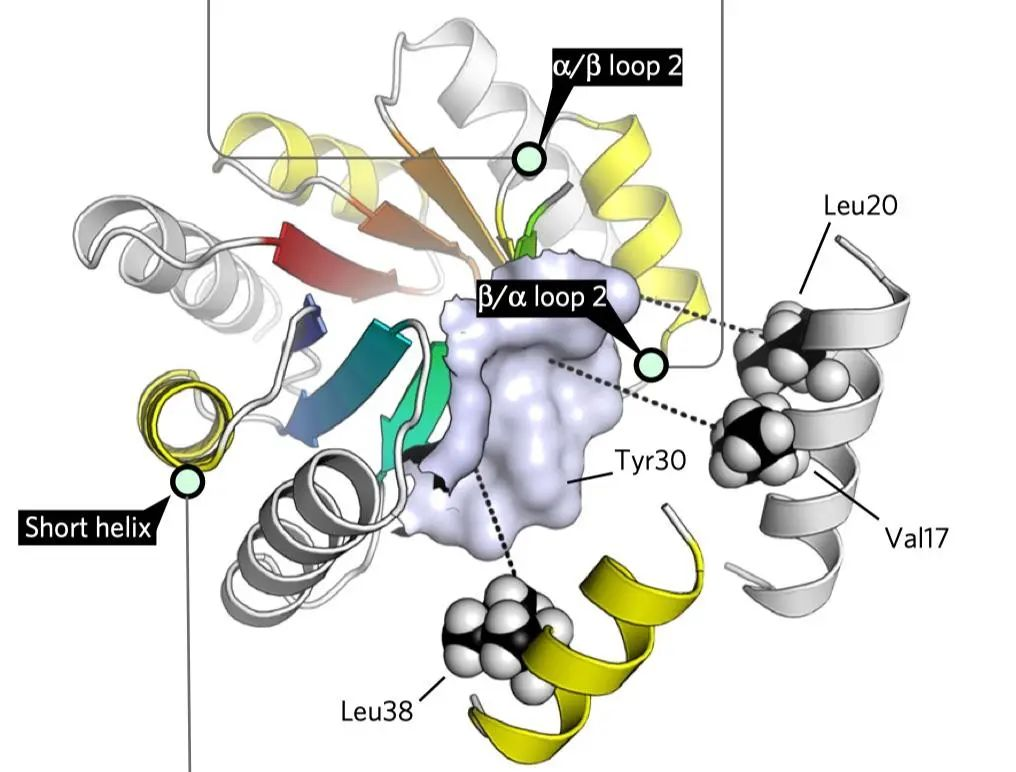 α/β loop 2
Leu20
β/α loop 2
Tyr30
Short helix
Val17
Leu38